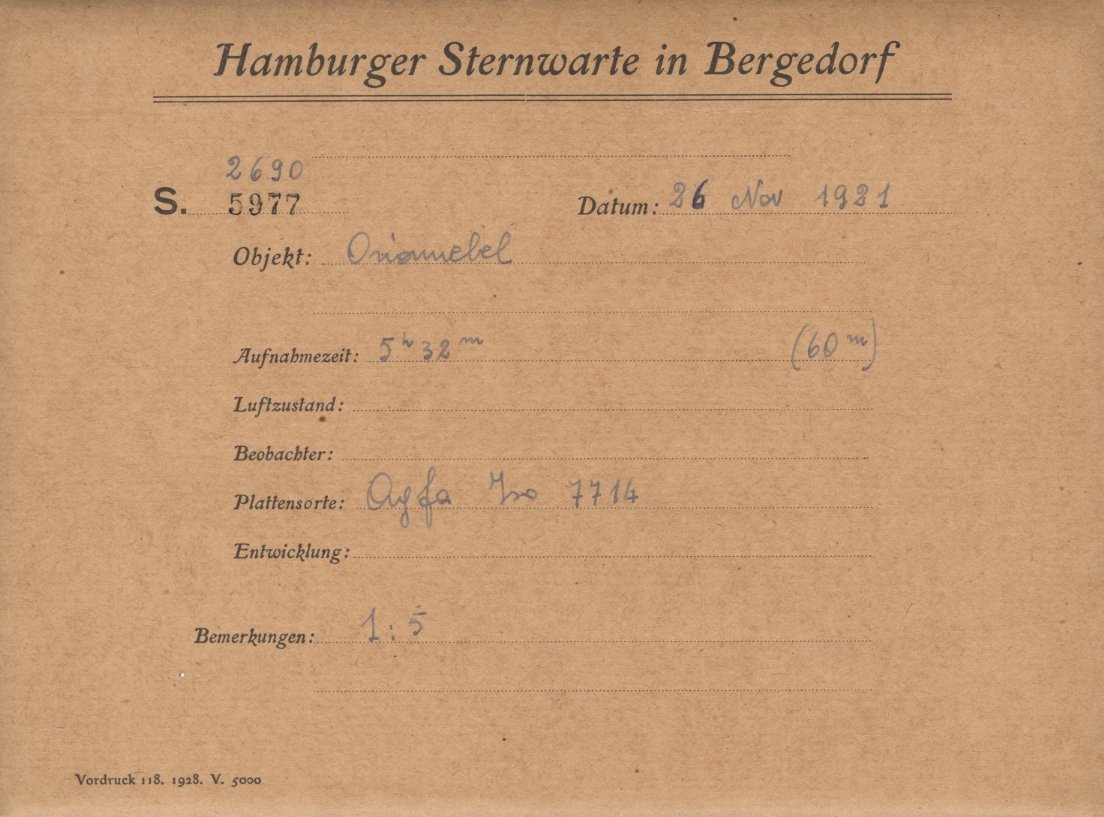 Hamburger Sternwarte in Bergedorf
2690
S. 5977 Datum: 26 Nov 1921
Objekt: Orionnebel
Aufnahmezeit: 5ʰ 32ᵐ (60ᵐ)
Luftzustand:
Beobachter:
Plattensorte: Agfa Iso 7714
Entwicklung:
Bemerkungen: 1:5
Vordruck 118. 1928. V. 5000